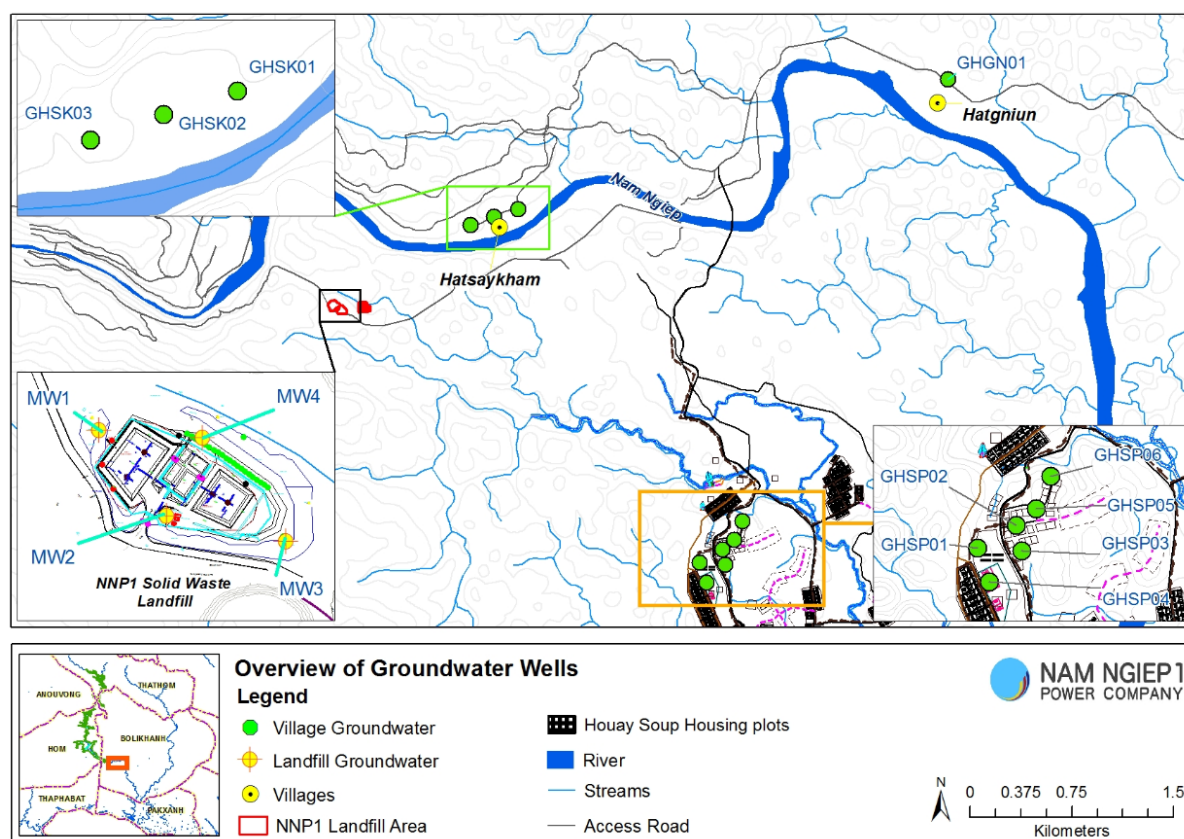 GHSK01
GHSK03
GHSK02
GHGN01
Hatgniun
Nam Ngiep
Hatsaykham
MW1
MW4
MW2
MW3
NNP1 Solid Waste
Landfill
GHSP06
GHSP02
GHSP05
GHSP01
GHSP03
GHSP04
ANOUVONG
THATHOM
HOM
BOLIKHANH
THAPHABAT
PAKXANH
Overview of Groundwater Wells
Legend
Village Groundwater
Landfill Groundwater
Villages
NNP1 Landfill Area
Houay Soup Housing plots
River
Streams
Access Road
NAM NGIEP 1
POWER COMPANY
N
0 0.375 0.75 1.5
Kilometers